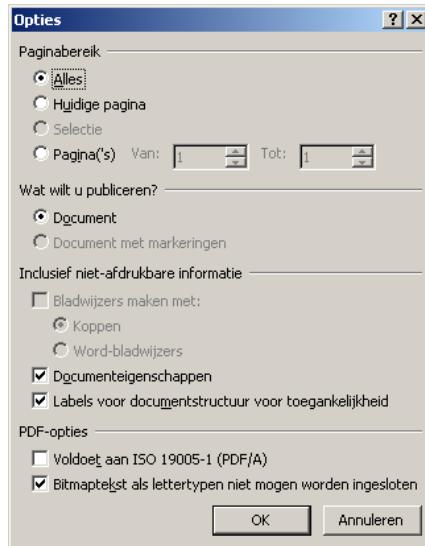 Opties
Paginabereik
Alles
Huidige pagina
Selectie
Pagina('s) Van: 1 Tot: 1
Wat wilt u publiceren?
Document
Document met markeringen
Inclusief niet-afdrukbare informatie
Bladwijzers maken met:
Koppen
Word-bladwijzers
Documenteigenschappen
Labels voor documentstructuur voor toegankelijkheid
PDF-opties
Voldoet aan ISO 19005-1 (PDF/A)
Bitmaptekst als lettertypen niet mogen worden ingesloten
OK Annuleren